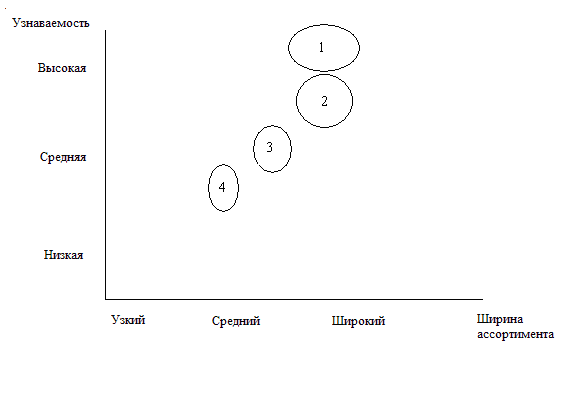 Узнаваемость
Высокая
1
2
Средняя
3
4
Низкая
Узкий
Средний
Широкий
Ширина
ассортимента